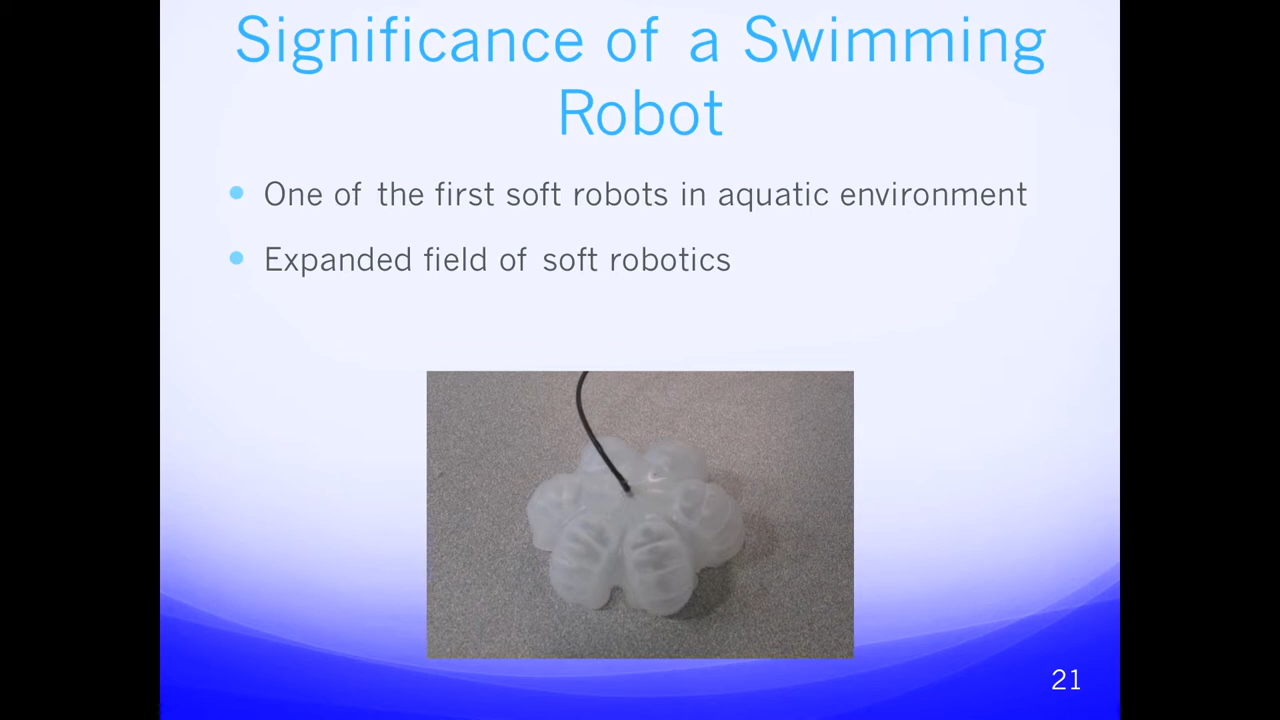 Significance of a Swimming
Robot
One of the first soft robots in aquatic environment
Expanded field of soft robotics
21